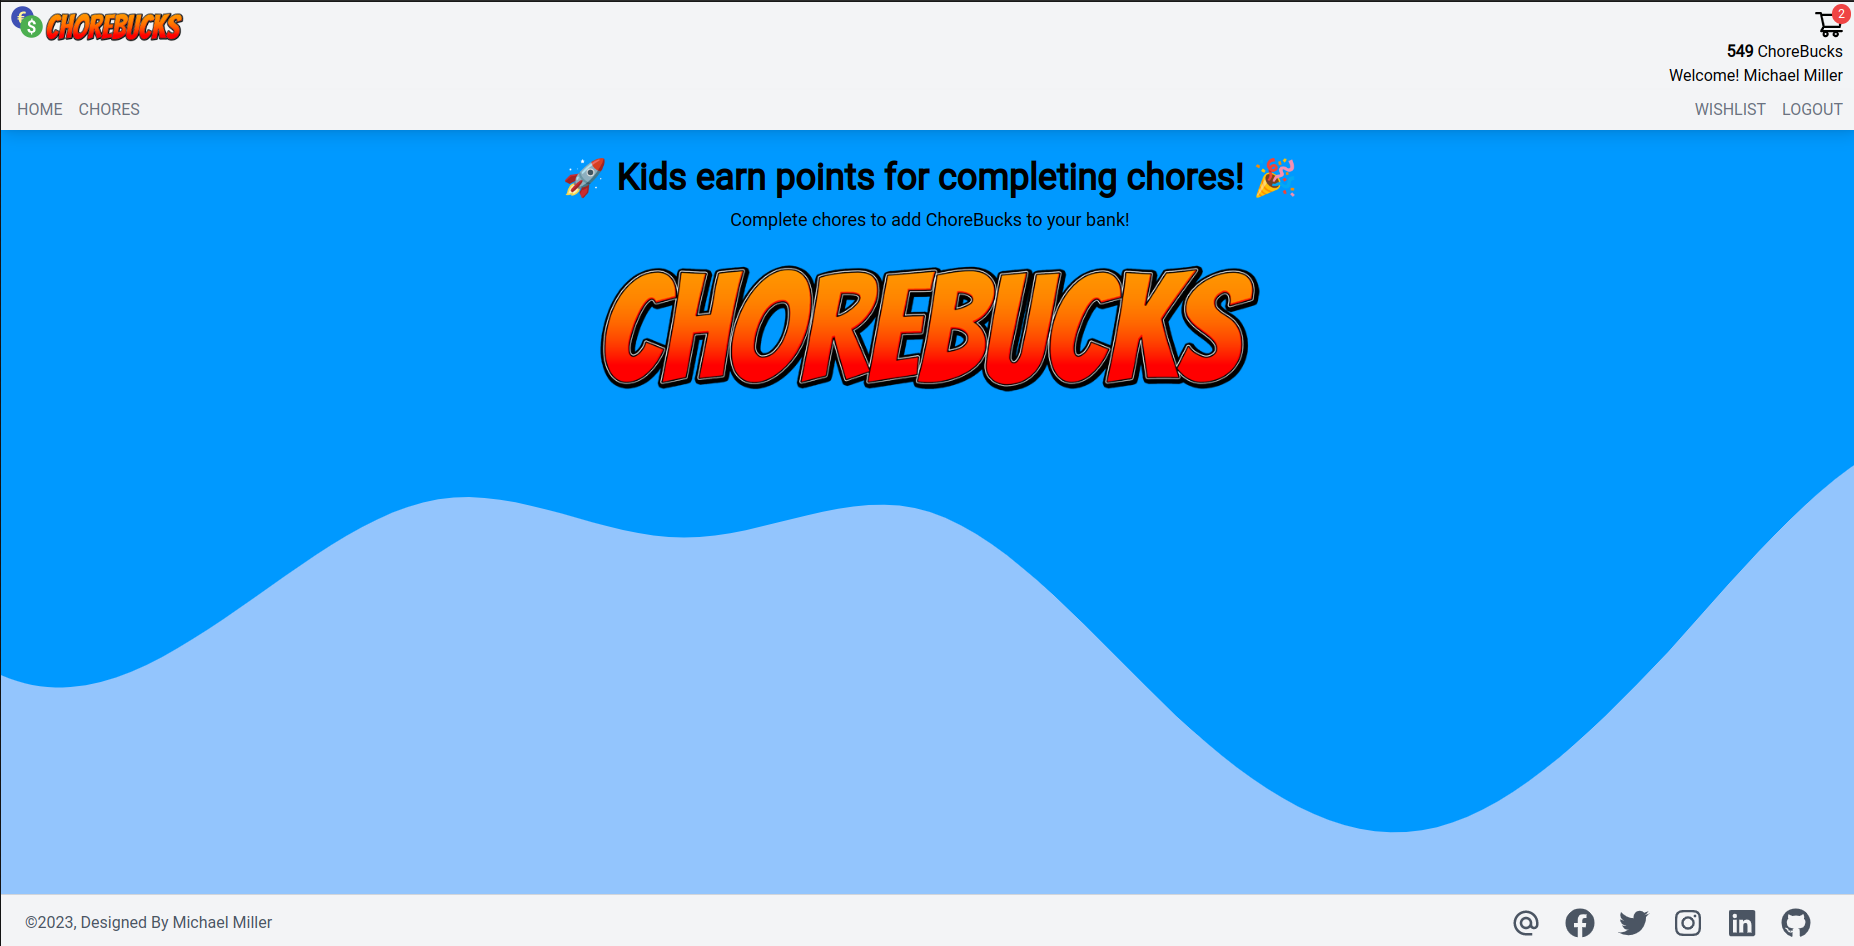 € $ CHOREBUCKS
2
549 ChoreBucks
Welcome! Michael Miller
HOME CHORES WISHLIST LOGOUT
🚀 Kids earn points for completing chores! 🎉
Complete chores to add ChoreBucks to your bank!
CHOREBUCKS
©2023, Designed By Michael Miller